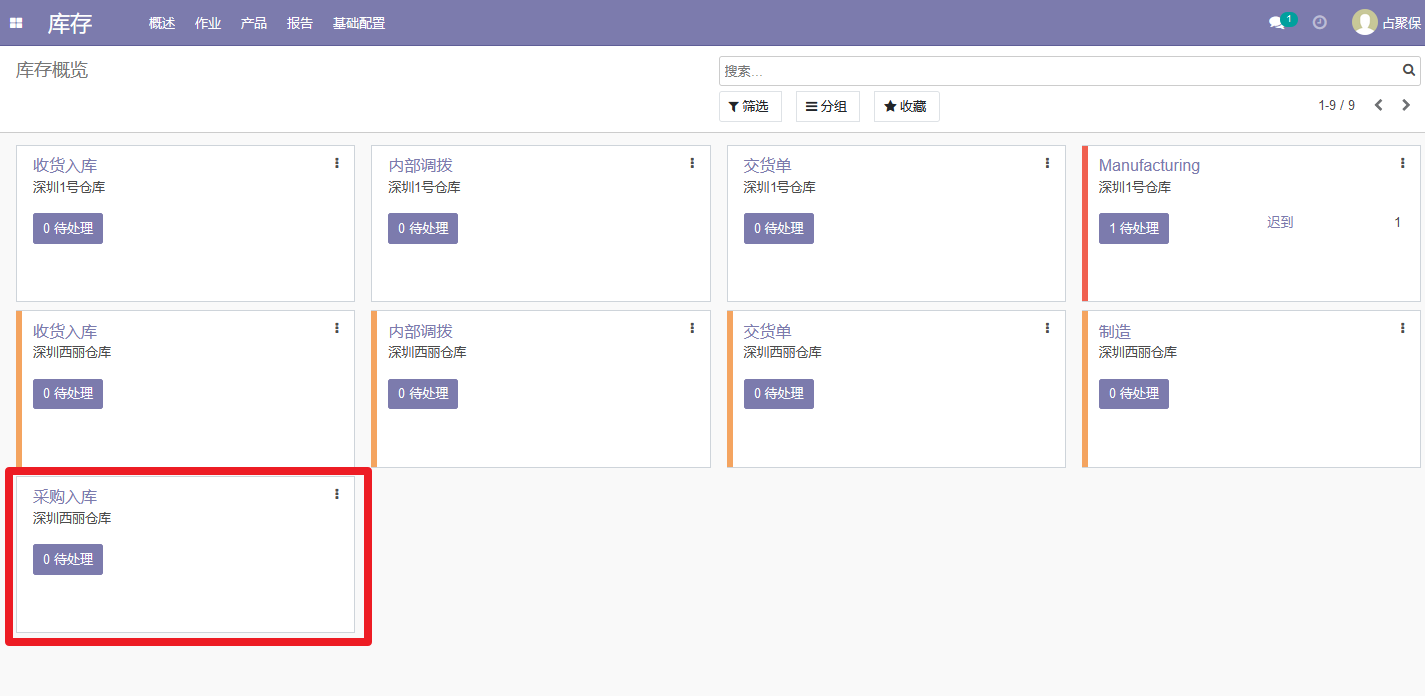 库存 概述 作业 产品 报告 基础配置 1 占聚保
库存概览
搜索...
筛选 分组 收藏 1-9 / 9
收货入库 内部调拨 交货单 Manufacturing
深圳1号仓库 深圳1号仓库 深圳1号仓库 深圳1号仓库
0 待处理 0 待处理 0 待处理 1 待处理 迟到 1
收货入库 内部调拨 交货单 制造
深圳西丽仓库 深圳西丽仓库 深圳西丽仓库 深圳西丽仓库
0 待处理 0 待处理 0 待处理 0 待处理
采购入库
深圳西丽仓库
0 待处理